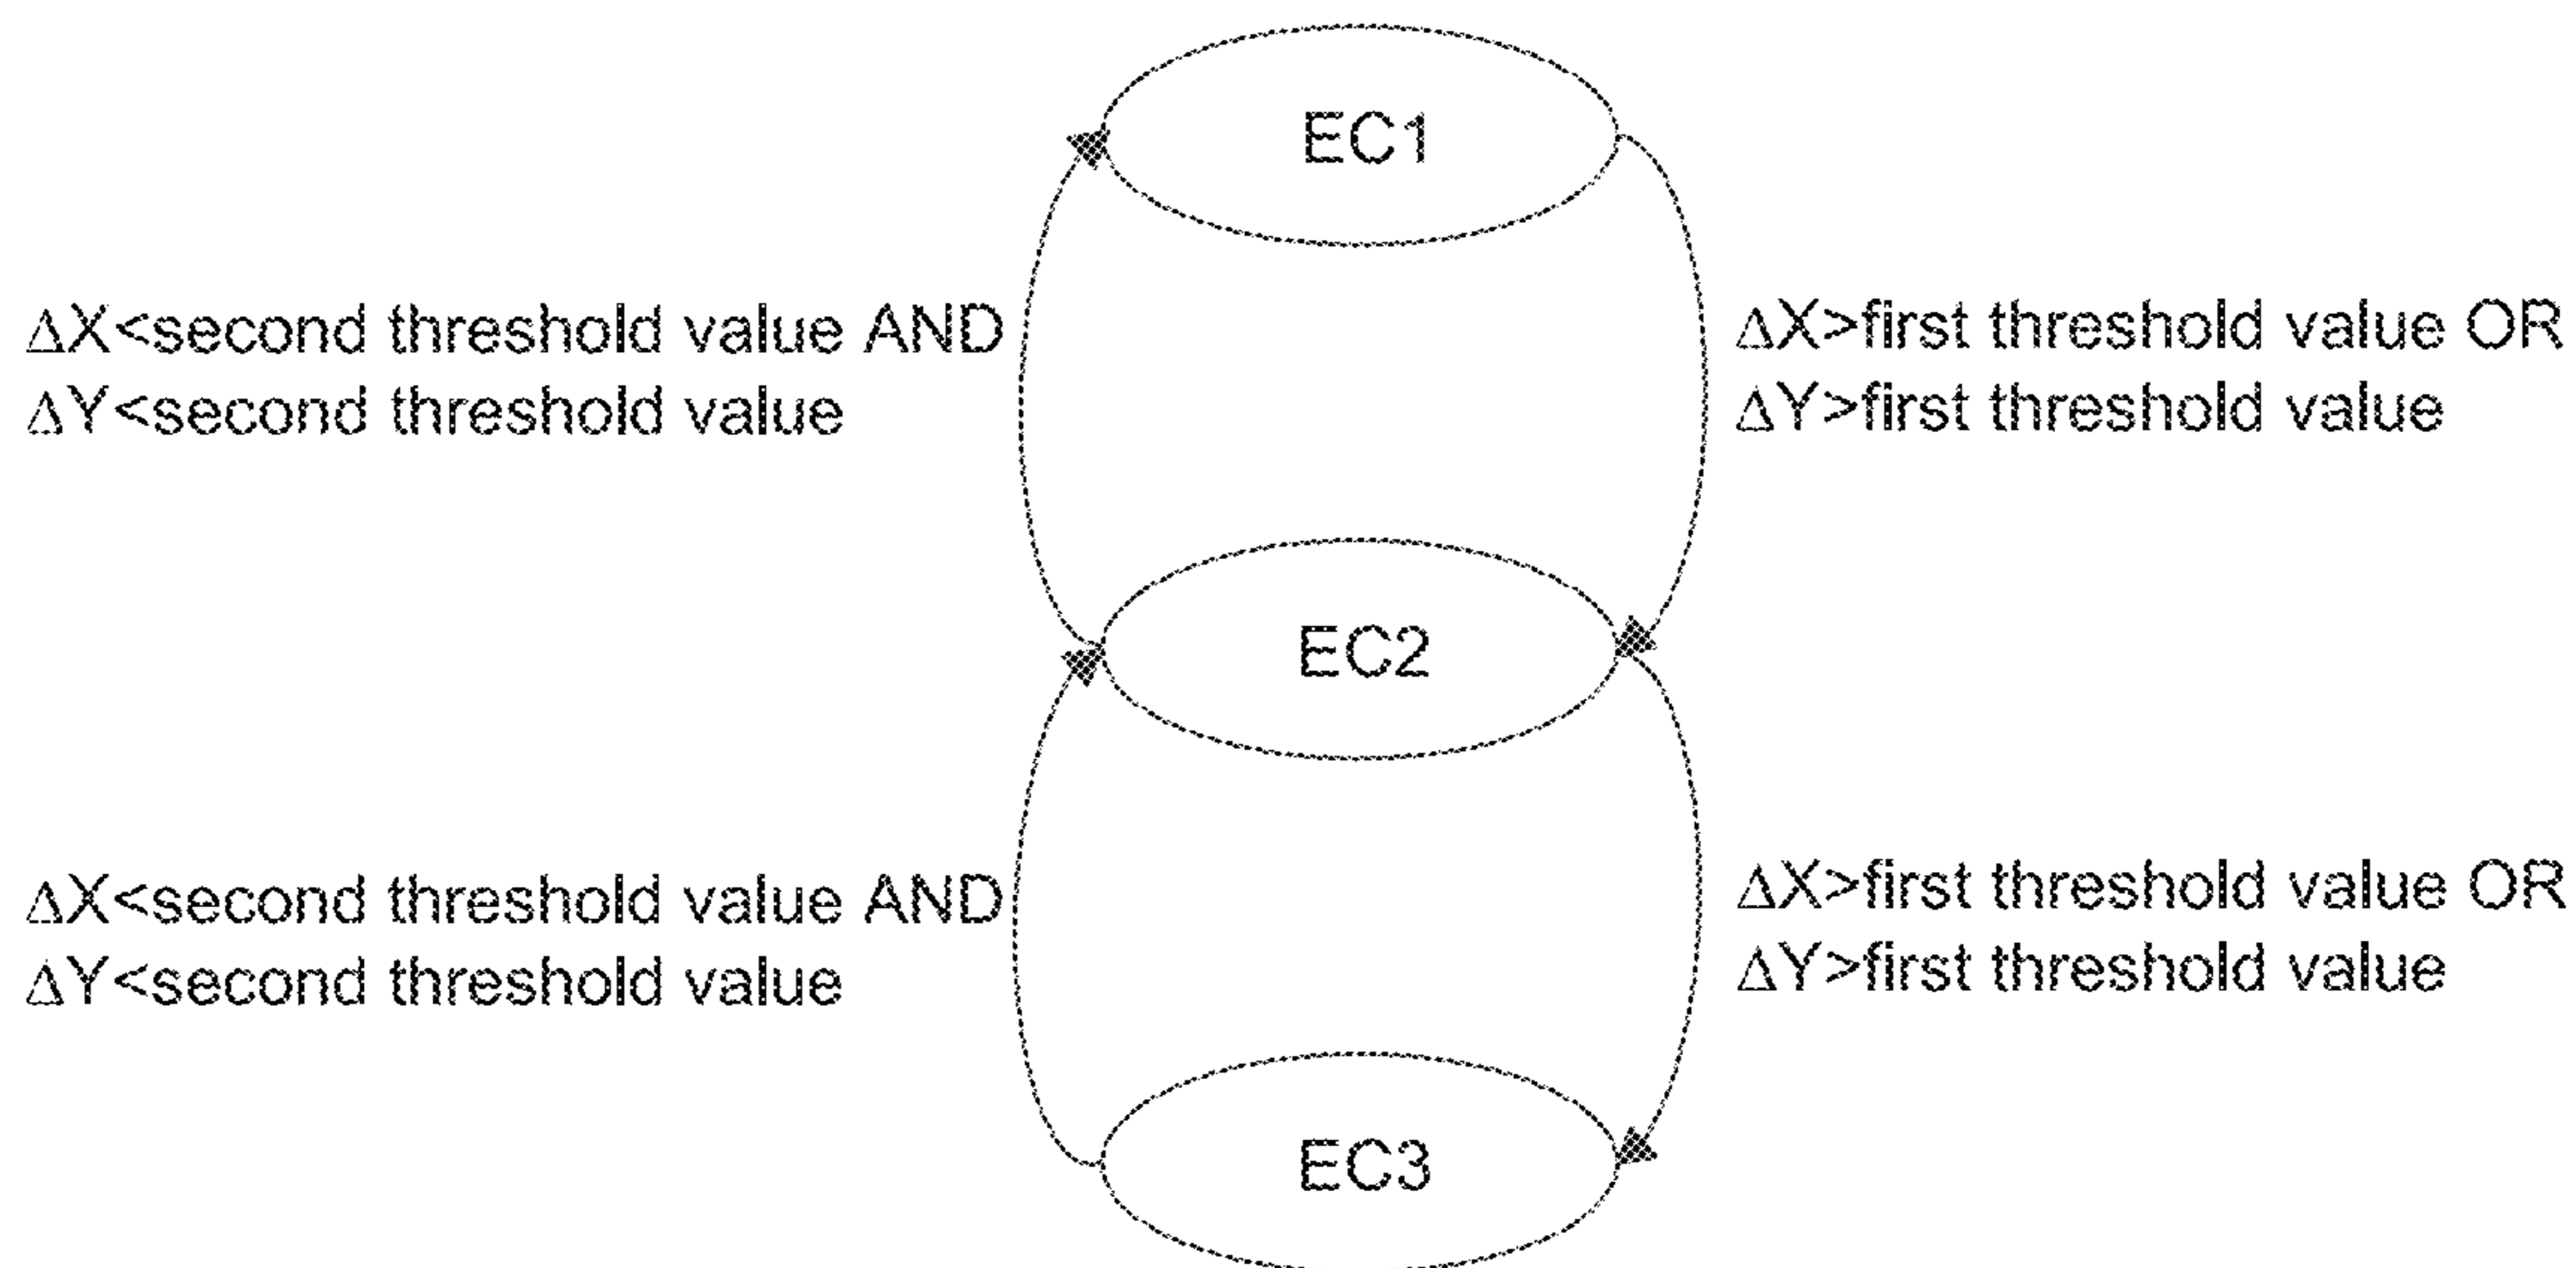 EC1
ΔX<second threshold value AND
ΔY<second threshold value
ΔX>first threshold value OR
ΔY>first threshold value
EC2
ΔX<second threshold value AND
ΔY<second threshold value
ΔX>first threshold value OR
ΔY>first threshold value
EC3